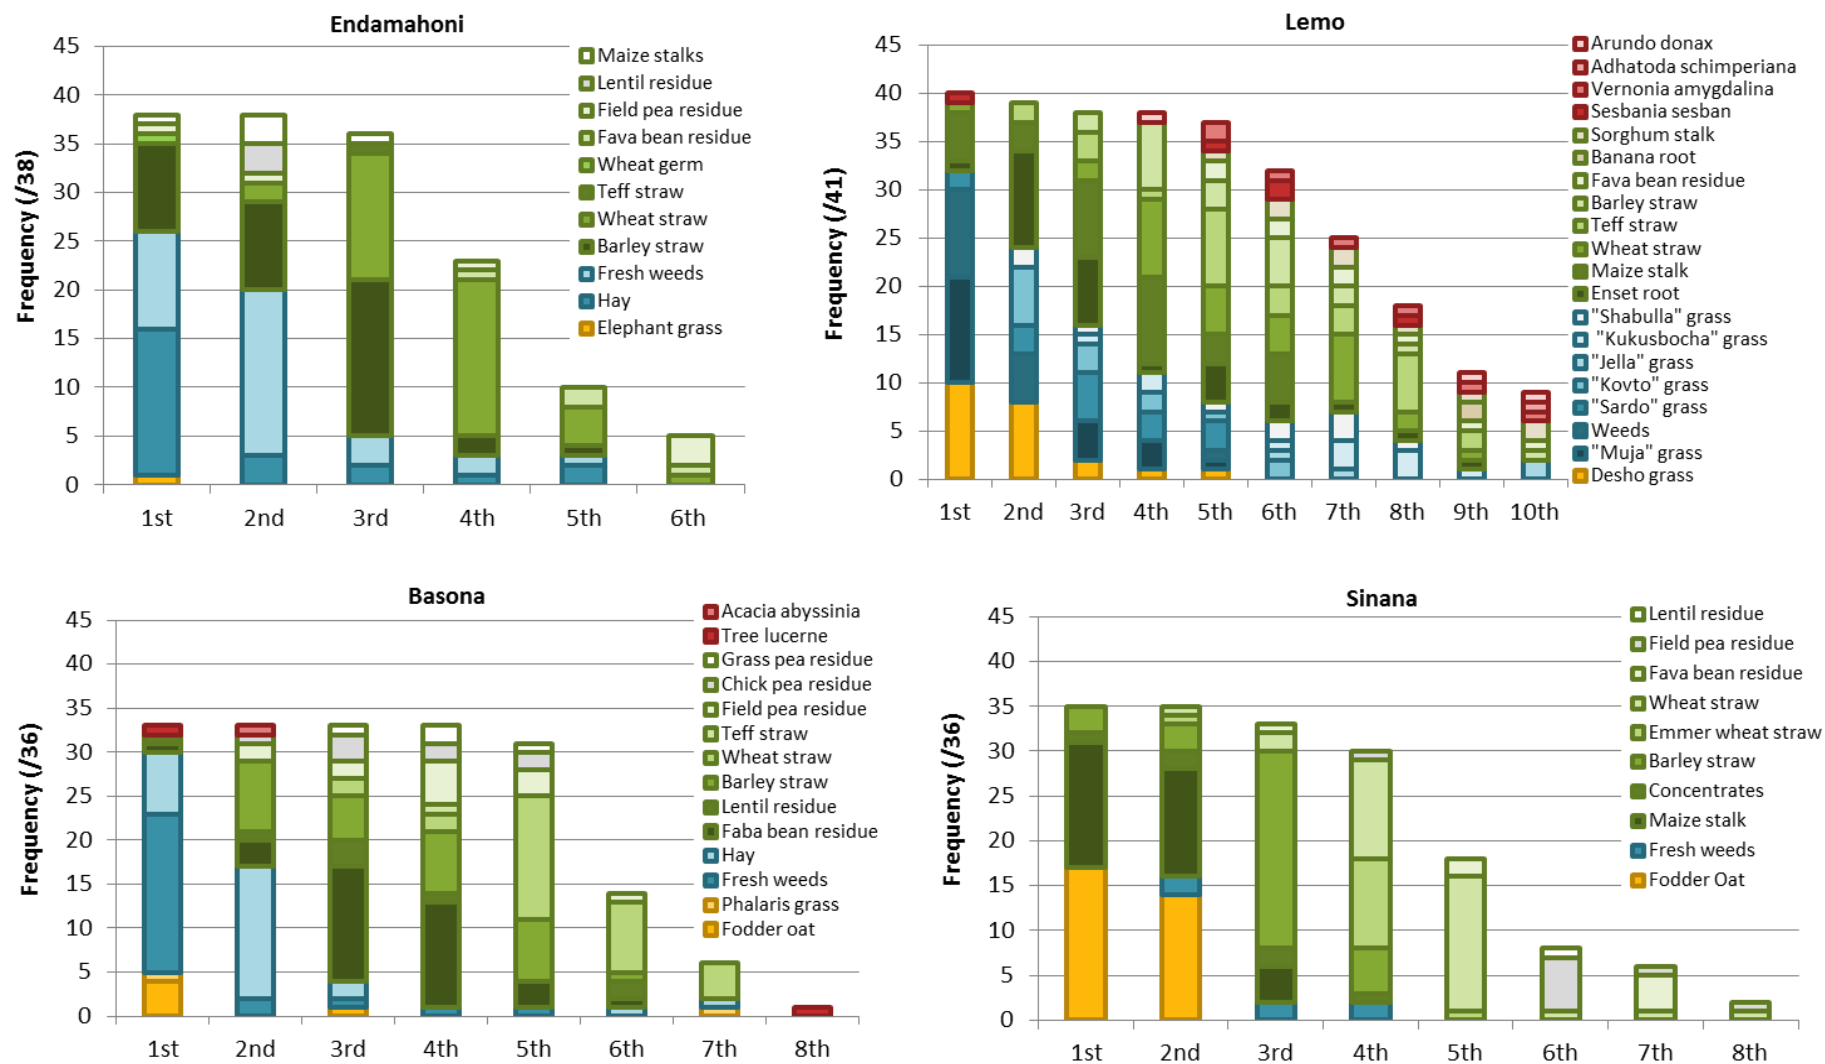 Endamahoni
Frequency (/38)
45
40
35
30
25
20
15
10
5
0
1st 2nd 3rd 4th 5th 6th
Maize stalks
Lentil residue
Field pea residue
Fava bean residue
Wheat germ
Teff straw
Wheat straw
Barley straw
Fresh weeds
Hay
Elephant grass
Lemo
Frequency (/41)
45
40
35
30
25
20
15
10
5
0
1st 2nd 3rd 4th 5th 6th 7th 8th 9th 10th
Arundo donax
Adhatoda schimperiana
Vernonia amygdalina
Sesbania sesban
Sorghum stalk
Banana root
Fava bean residue
Barley straw
Teff straw
Wheat straw
Maize stalk
Enset root
"Shabulla" grass
"Kukusbocha" grass
"Jella" grass
"Kovto" grass
"Sardo" grass
Weeds
"Muja" grass
Desho grass
Basona
Frequency (/36)
45
40
35
30
25
20
15
10
5
0
1st 2nd 3rd 4th 5th 6th 7th 8th
Acacia abyssinia
Tree lucerne
Grass pea residue
Chick pea residue
Field pea residue
Teff straw
Wheat straw
Barley straw
Lentil residue
Faba bean residue
Hay
Fresh weeds
Phalaris grass
Fodder oat
Sinana
Frequency (/36)
45
40
35
30
25
20
15
10
5
0
1st 2nd 3rd 4th 5th 6th 7th 8th
Lentil residue
Field pea residue
Fava bean residue
Wheat straw
Emmer wheat straw
Barley straw
Concentrates
Maize stalk
Fresh weeds
Fodder Oat